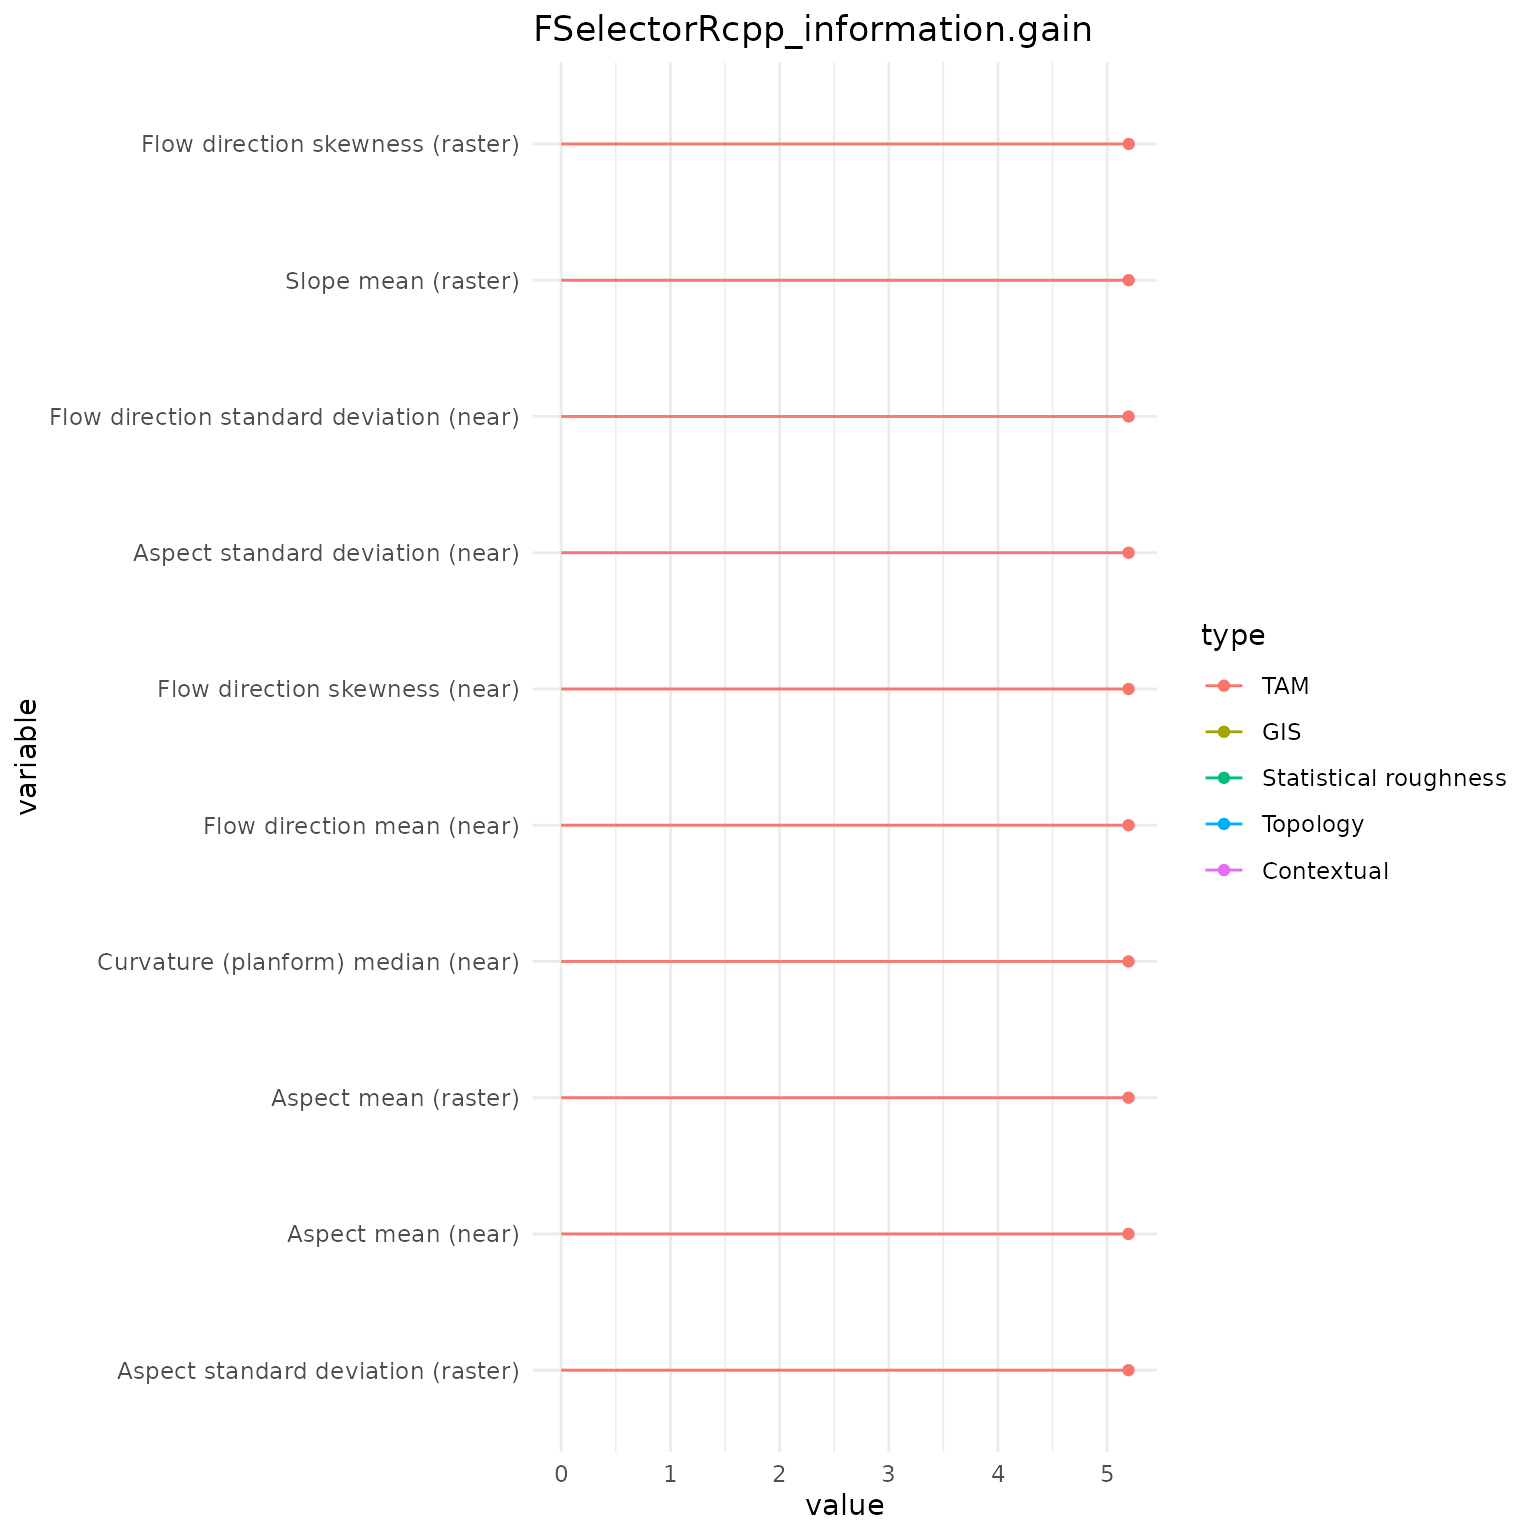 FSelectorRcpp_information.gain
Flow direction skewness (raster)
Slope mean (raster)
Flow direction standard deviation (near)
Aspect standard deviation (near)
Flow direction skewness (near)
Flow direction mean (near)
Curvature (planform) median (near)
Aspect mean (raster)
Aspect mean (near)
Aspect standard deviation (raster)
variable
0 1 2 3 4 5
value
type
TAM
GIS
Statistical roughness
Topology
Contextual